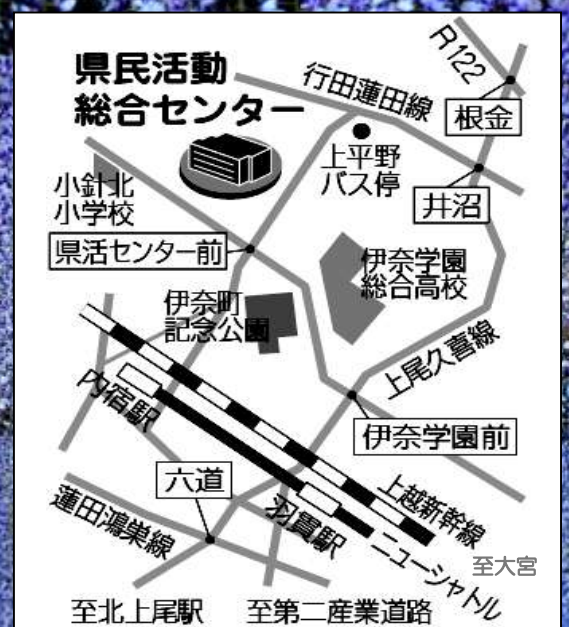 県民活動
総合センター
行田蓮田線
R122
根金
上平野
バス停
井沼
小針北
小学校
県活センター前
伊奈学園
総合高校
伊奈町
記念公園
上尾久喜線
内宿駅
伊奈学園前
六道
上越新幹線
蓮田鴻巣線
羽貫駅
ニューシャトル
至大宮
至北上尾駅
至第二産業道路